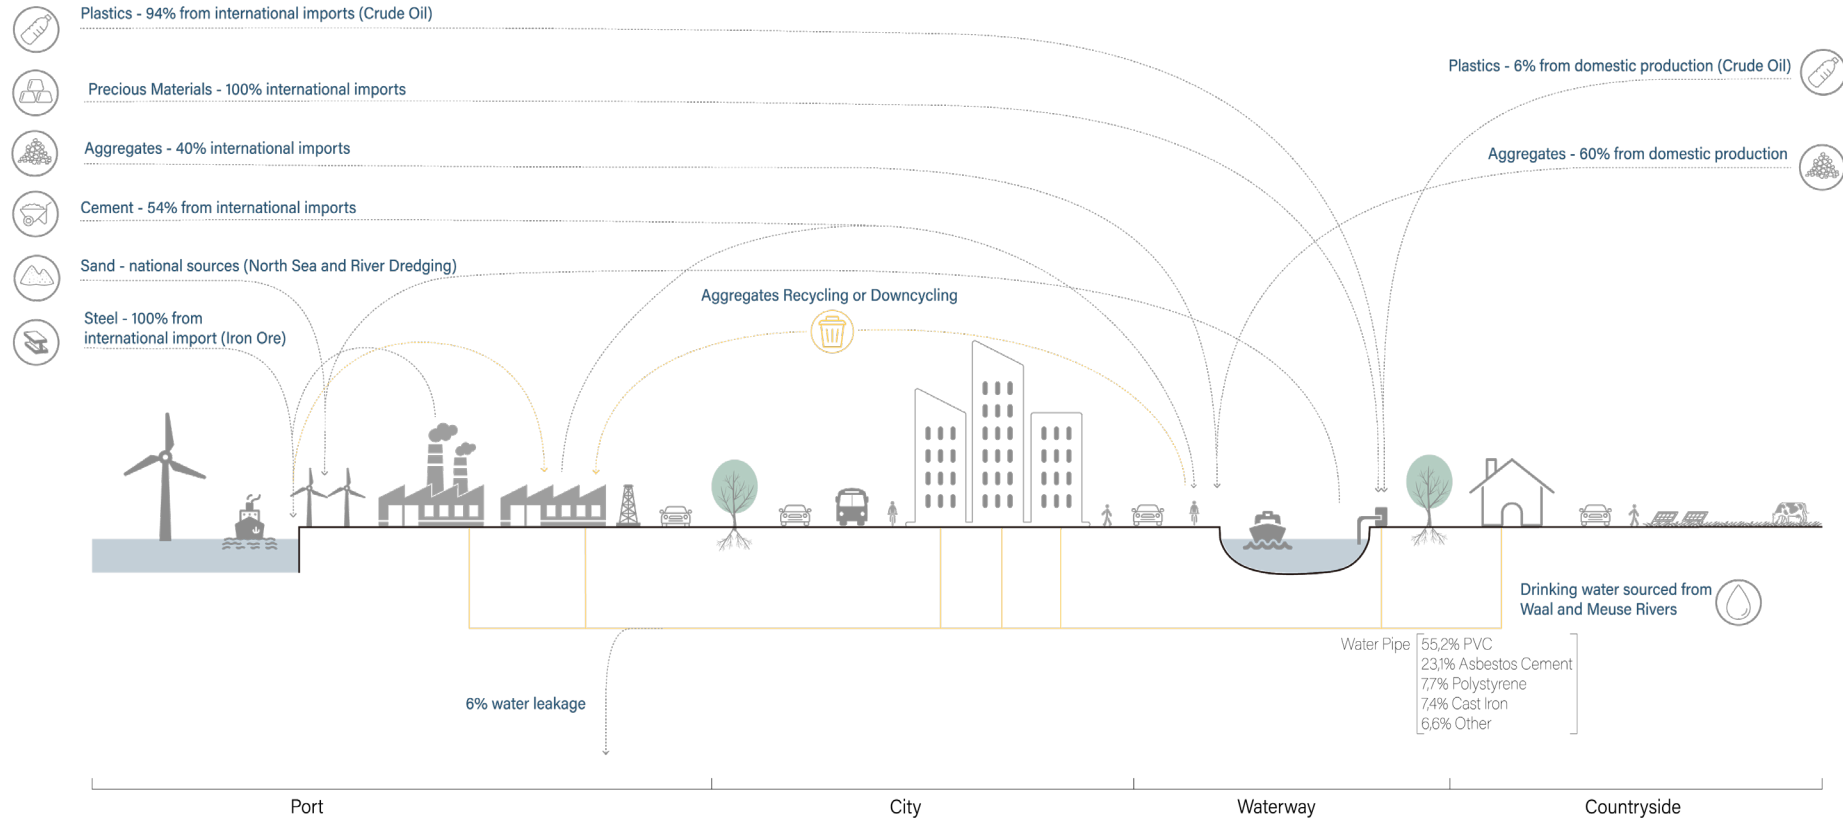 Plastics - 94% from international imports (Crude Oil)
Plastics - 6% from domestic production (Crude Oil)
Precious Materials - 100% international imports
Aggregates - 40% international imports
Aggregates - 60% from domestic production
Cement - 54% from international imports
Sand - national sources (North Sea and River Dredging)
Aggregates Recycling or Downcycling
Steel - 100% from
international import (Iron Ore)
Drinking water sourced from
Waal and Meuse Rivers
Water Pipe
55,2% PVC
23,1% Asbestos Cement
7,7% Polystyrene
7,4% Cast Iron
6,6% Other
6% water leakage
Port
City
Waterway
Countryside